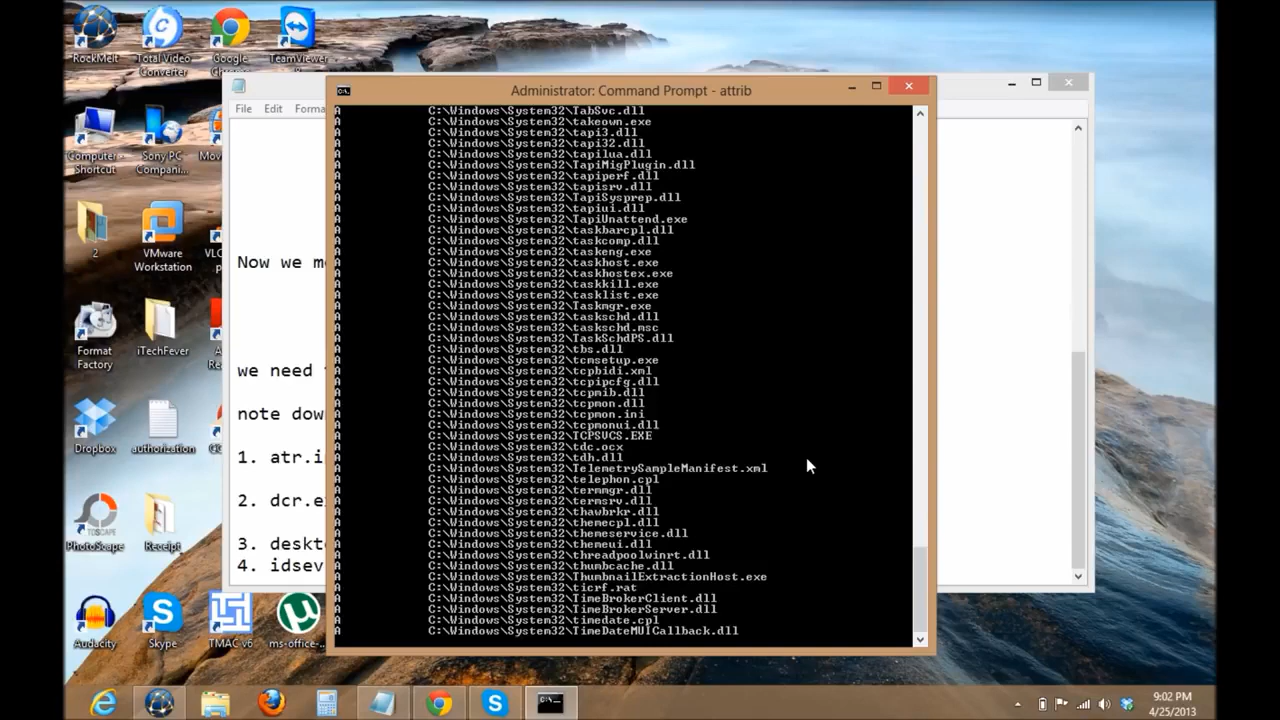 RockMelt
Total Video
Converter
Google
Chrome
TeamViewer
8
Computer -
Shortcut
Sony PC
Compani...
Mov
2
VMware
Workstation
VLC
p
Format
Factory
iTechFever
A
Re
Dropbox
authorization
PhotoScape
Receipt
Audacity
Skype
TMAC v6
ms-office-...
File Edit Forma
Now we m
we need
note dow
1. atr.i
2. dcr.e
3. deskt
4. idsev
Administrator: Command Prompt - attrib
A C:\Windows\System32\TabSvc.dll
A C:\Windows\System32\takeown.exe
A C:\Windows\System32\tapi3.dll
A C:\Windows\System32\tapi32.dll
A C:\Windows\System32\tapilua.dll
A C:\Windows\System32\TapiMigPlugin.dll
A C:\Windows\System32\tapiperf.dll
A C:\Windows\System32\tapisrv.dll
A C:\Windows\System32\TapiSysprep.dll
A C:\Windows\System32\tapiui.dll
A C:\Windows\System32\TapiUnattend.exe
A C:\Windows\System32\taskbarcpl.dll
A C:\Windows\System32\taskcomp.dll
A C:\Windows\System32\taskeng.exe
A C:\Windows\System32\taskhost.exe
A C:\Windows\System32\taskhostex.exe
A C:\Windows\System32\taskkill.exe
A C:\Windows\System32\tasklist.exe
A C:\Windows\System32\Taskmgr.exe
A C:\Windows\System32\taskschd.dll
A C:\Windows\System32\taskschd.msc
A C:\Windows\System32\TaskSchdPS.dll
A C:\Windows\System32\tbs.dll
A C:\Windows\System32\tcmsetup.exe
A C:\Windows\System32\tcpbidi.xml
A C:\Windows\System32\tcpipcfg.dll
A C:\Windows\System32\tcpmib.dll
A C:\Windows\System32\tcpmon.dll
A C:\Windows\System32\tcpmon.ini
A C:\Windows\System32\tcpmonui.dll
A C:\Windows\System32\TCPSVCS.EXE
A C:\Windows\System32\tdc.ocx
A C:\Windows\System32\tdh.dll
A C:\Windows\System32\TelemetrySampleManifest.xml
A C:\Windows\System32\telephon.cpl
A C:\Windows\System32\termmgr.dll
A C:\Windows\System32\termsrv.dll
A C:\Windows\System32\thawbrkr.dll
A C:\Windows\System32\themecpl.dll
A C:\Windows\System32\themeservice.dll
A C:\Windows\System32\themeui.dll
A C:\Windows\System32\threadpoolwinrt.dll
A C:\Windows\System32\thumbcache.dll
A C:\Windows\System32\ThumbnailExtractionHost.exe
A C:\Windows\System32\ticrf.rat
A C:\Windows\System32\TimeBrokerClient.dll
A C:\Windows\System32\TimeBrokerServer.dll
A C:\Windows\System32\timedate.cpl
A C:\Windows\System32\TimeDateMUICallback.dll
9:02 PM
4/25/2013